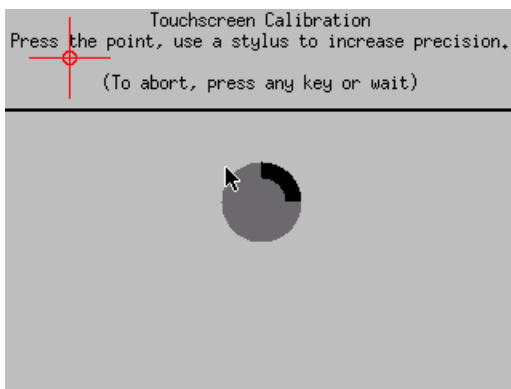 Touchscreen Calibration
Press the point, use a stylus to increase precision.
(To abort, press any key or wait)